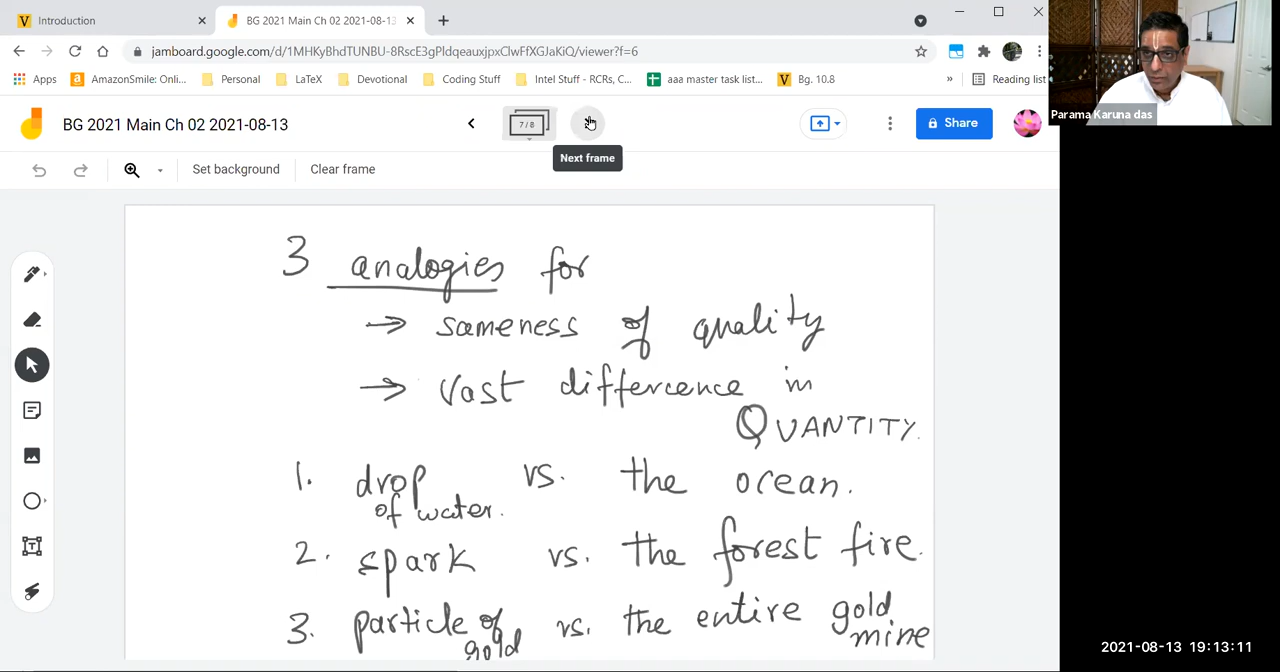 Introduction
BG 2021 Main Ch 02 2021-08-13
jamboard.google.com/d/1MHKyBhdTUNBU-8RscE3gPldqeauxjpxClwFfXGJaKiQ/viewer?f=6
Apps
AmazonSmile: Onli...
Personal
LaTeX
Devotional
Coding Stuff
Intel Stuff - RCRs, C...
aaa master task list...
Bg. 10.8
»
Reading list
Parama Karuna das
BG 2021 Main Ch 02 2021-08-13
7/8
Share
Next frame
Set background
Clear frame
3 analogies for
→ sameness of quality
→ Vast difference in
QUANTITY.
1. drop of water. vs. the ocean.
2. spark vs. the forest fire.
3. particle of gold vs. the entire gold mine
2021-08-13 19:13:11